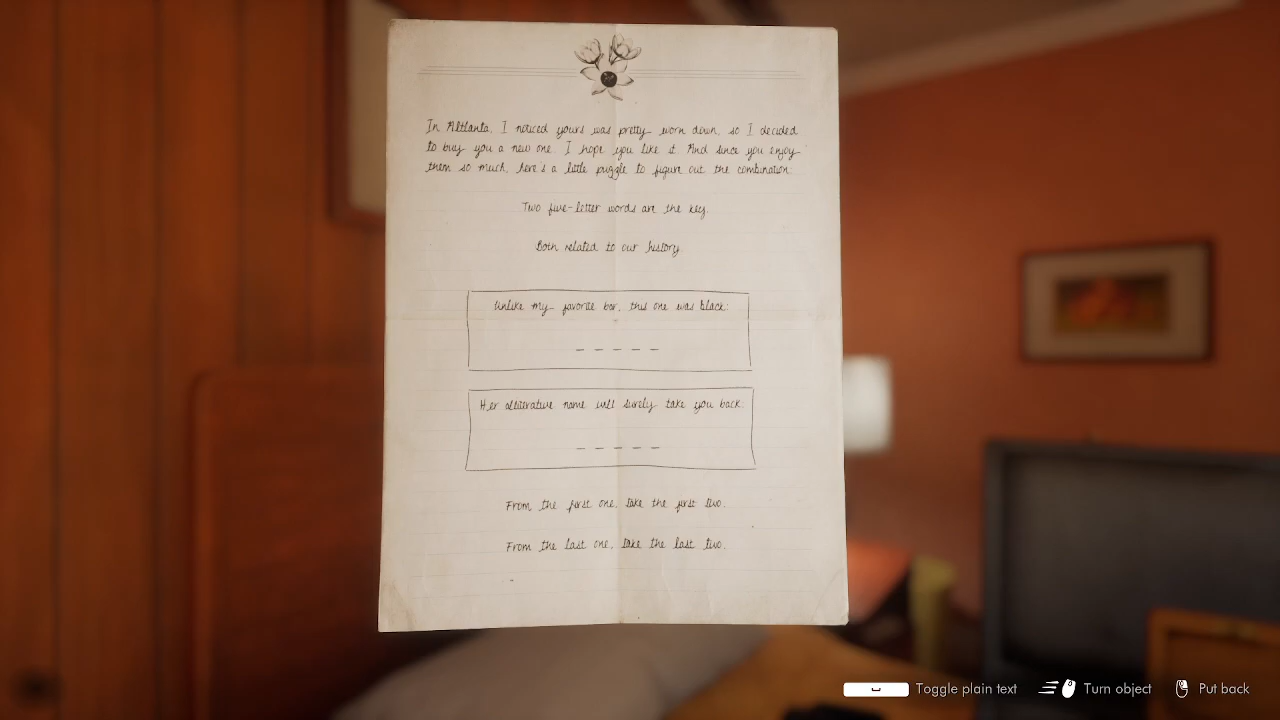 In Altlanta, I noticed yours was pretty worn down, so I decided
to buy you a new one. I hope you like it. And since you enjoy
them so much, here's a little puzzle to figure out the combination:
Two five-letter words are the key.
Both related to our history.
Unlike my favorite bar, this one was black:
_ _ _ _ _
Her alliterative name will surely take you back:
_ _ _ _ _
From the first one, take the first two.
From the last one, take the last two.
Toggle plain text
Turn object
Put back